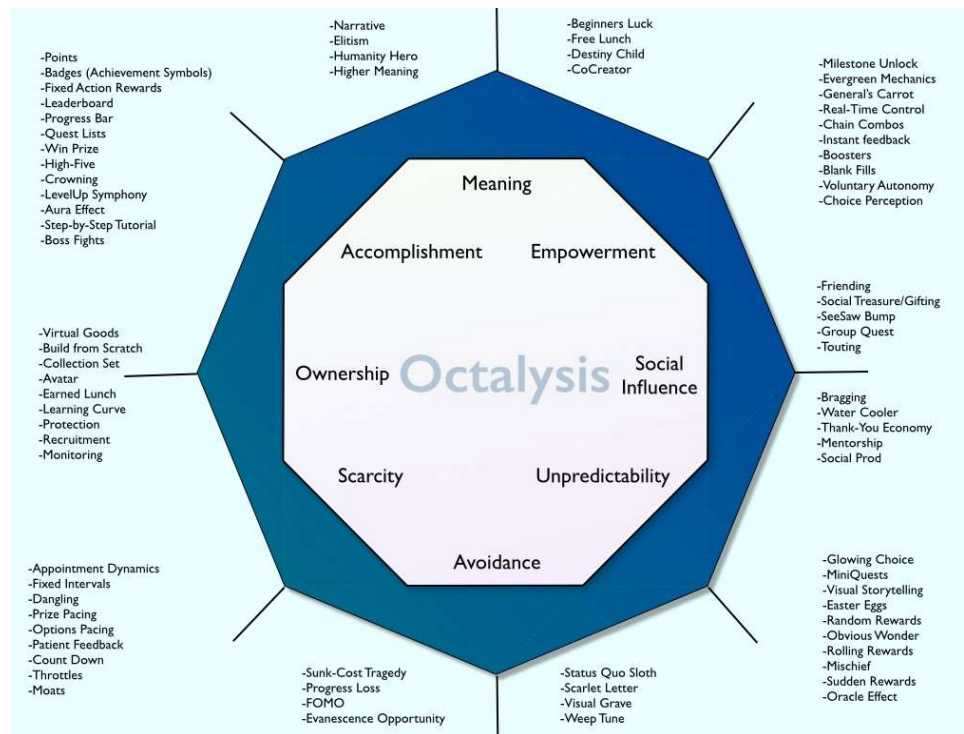 -Narrative
-Elitism
-Humanity Hero
-Higher Meaning
-Beginners Luck
-Free Lunch
-Destiny Child
-CoCreator
-Points
-Badges (Achievement Symbols)
-Fixed Action Rewards
-Leaderboard
-Progress Bar
-Quest Lists
-Win Prize
-High-Five
-Crowning
-LevelUp Symphony
-Aura Effect
-Step-by-Step Tutorial
-Boss Fights
-Milestone Unlock
-Evergreen Mechanics
-General's Carrot
-Real-Time Control
-Chain Combos
-Instant feedback
-Boosters
-Blank Fills
-Voluntary Autonomy
-Choice Perception
Meaning
Accomplishment
Empowerment
-Virtual Goods
-Build from Scratch
-Collection Set
-Avatar
-Earned Lunch
-Learning Curve
-Protection
-Recruitment
-Monitoring
Ownership
Octalysis
Social
Influence
-Friending
-Social Treasure/Gifting
-SeeSaw Bump
-Group Quest
-Touting
-Bragging
-Water Cooler
-Thank-You Economy
-Mentorship
-Social Prod
Scarcity
Unpredictability
Avoidance
-Appointment Dynamics
-Fixed Intervals
-Dangling
-Prize Pacing
-Options Pacing
-Patient Feedback
-Count Down
-Throttles
-Moats
-Sunk-Cost Tragedy
-Progress Loss
-FOMO
-Evanescence Opportunity
-Status Quo Sloth
-Scarlet Letter
-Visual Grave
-Weep Tune
-Glowing Choice
-MiniQuests
-Visual Storytelling
-Easter Eggs
-Random Rewards
-Obvious Wonder
-Rolling Rewards
-Mischief
-Sudden Rewards
-Oracle Effect